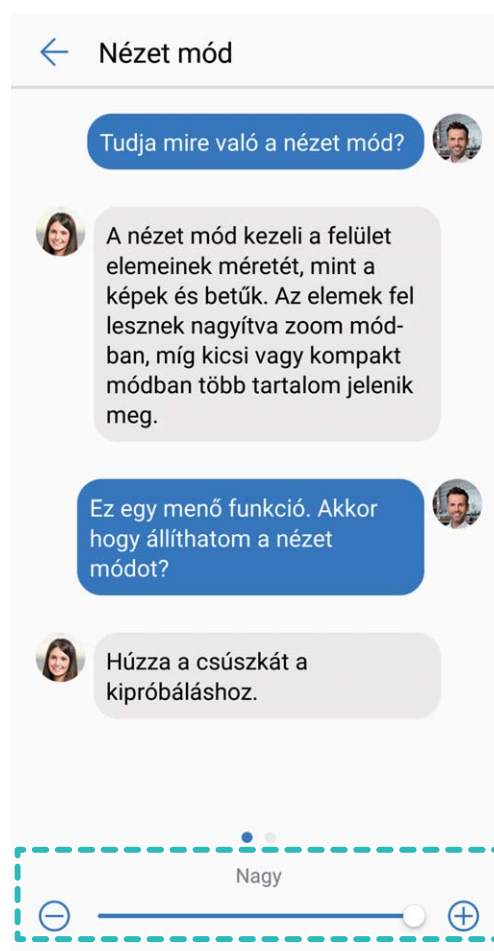 Nézet mód
Tudja mire való a nézet mód?
A nézet mód kezeli a felület
elemeinek méretét, mint a
képek és betűk. Az elemek fel
lesznek nagyítva zoom mód-
ban, míg kicsi vagy kompakt
módban több tartalom jelenik
meg.
Ez egy menő funkció. Akkor
hogy állíthatom a nézet
módot?
Húzza a csúszkát a
kipróbáláshoz.
Nagy